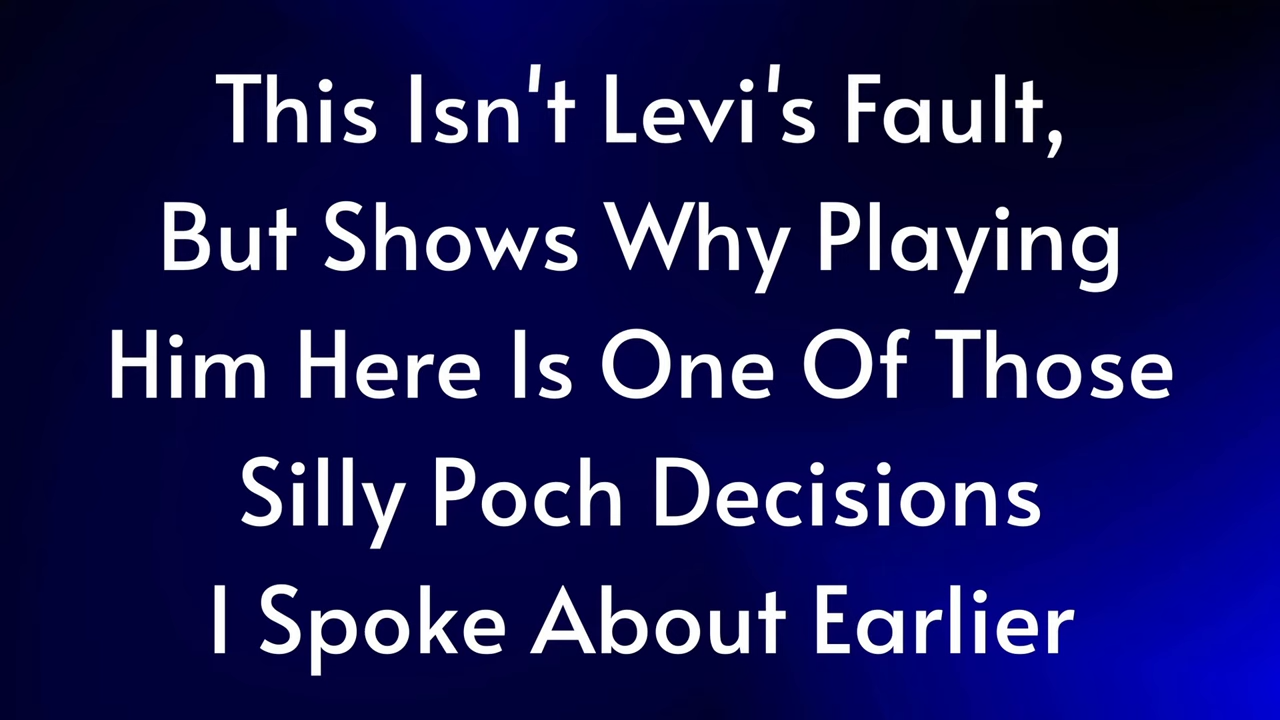 This Isn't Levi's Fault,
But Shows Why Playing
Him Here Is One Of Those
Silly Poch Decisions
I Spoke About Earlier